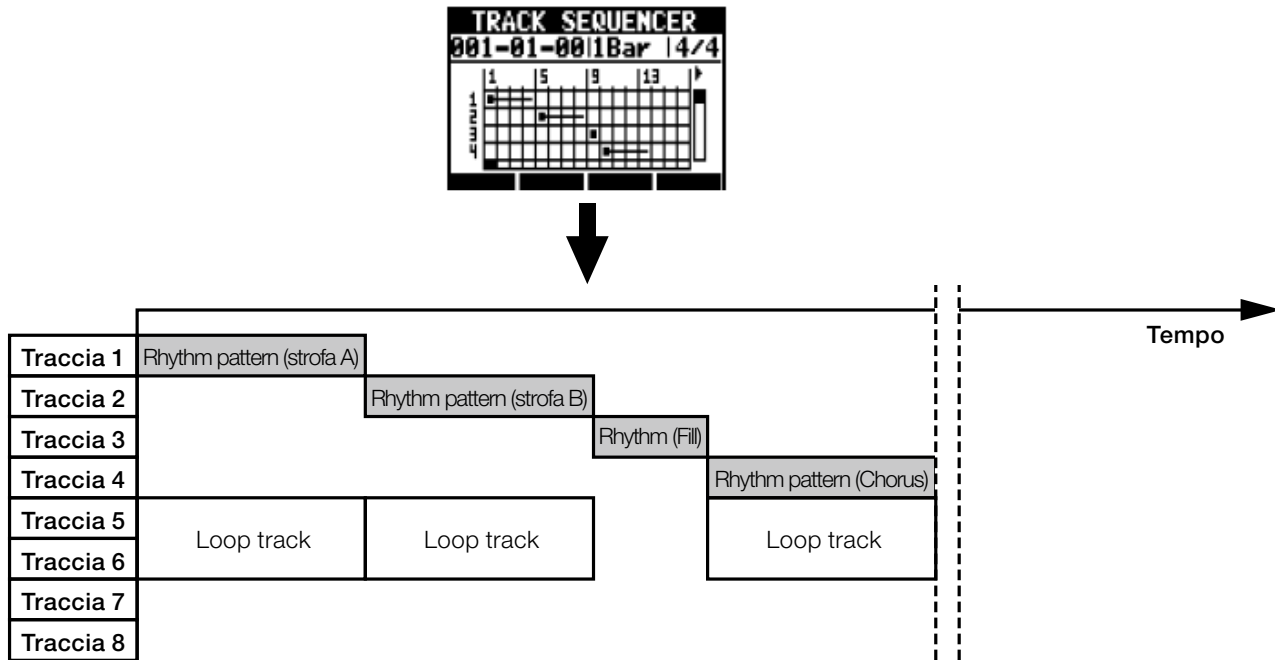 TRACK SEQUENCER
001-01-00|1Bar |4/4
1 5 9 13
1
2
3
4
Tempo
Traccia 1 Rhythm pattern (strofa A)
Traccia 2 Rhythm pattern (strofa B)
Traccia 3 Rhythm (Fill)
Traccia 4 Rhythm pattern (Chorus)
Traccia 5
Loop track Loop track Loop track
Traccia 6
Traccia 7
Traccia 8